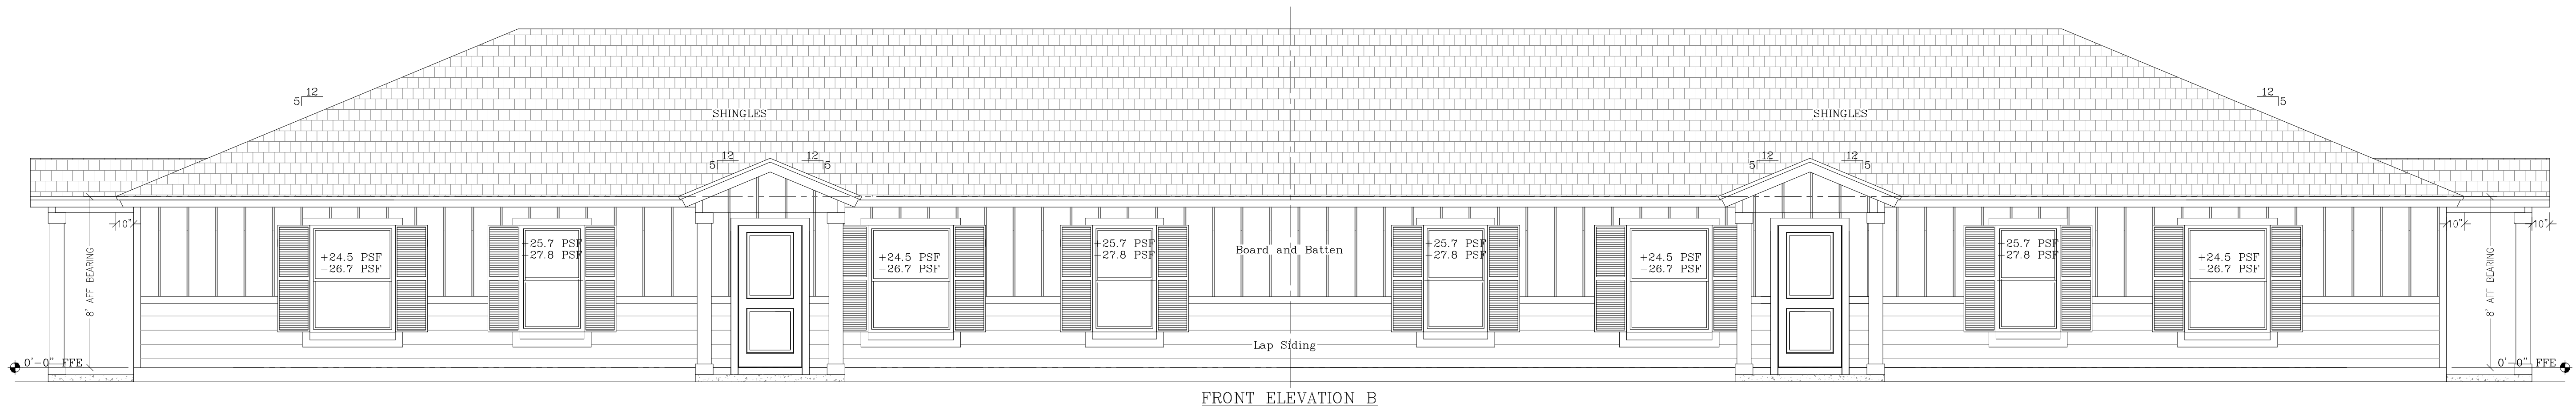 12
5
12
5
SHINGLES
SHINGLES
12
5
12
5
12
5
12
5
10"
10"
10"
8' AFF BEARING
+24.5 PSF
-26.7 PSF
+25.7 PSF
-27.8 PSF
+24.5 PSF
-26.7 PSF
+25.7 PSF
-27.8 PSF
Board and Batten
+25.7 PSF
-27.8 PSF
+24.5 PSF
-26.7 PSF
+25.7 PSF
-27.8 PSF
+24.5 PSF
-26.7 PSF
8' AFF BEARING
Lap Siding
0'-0" FFE
0'-0" FFE
FRONT ELEVATION B